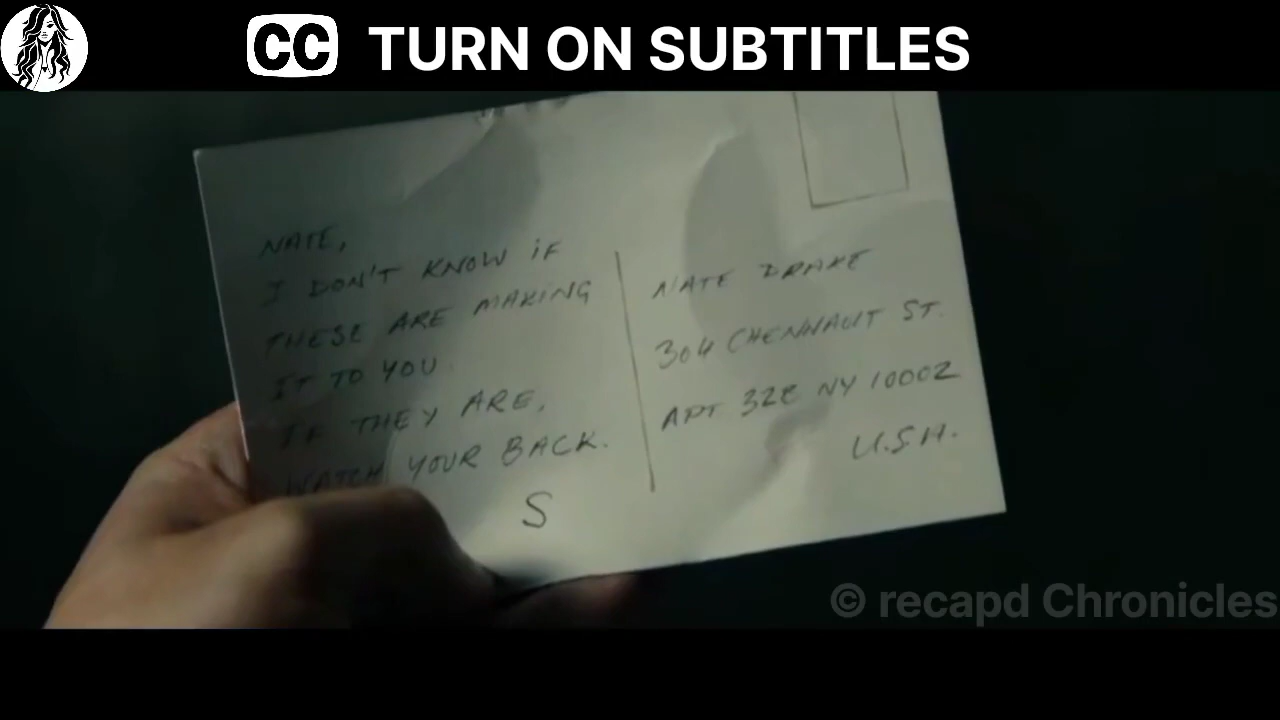 CC TURN ON SUBTITLES
NATE,
I DON'T KNOW IF
THESE ARE MAKING
IT TO YOU
IF THEY ARE,
WATCH YOUR BACK.
S
NATE DRAKE
304 CHENNAULT ST.
APT 32E NY 10002
U.S.A.
© recapd Chronicles